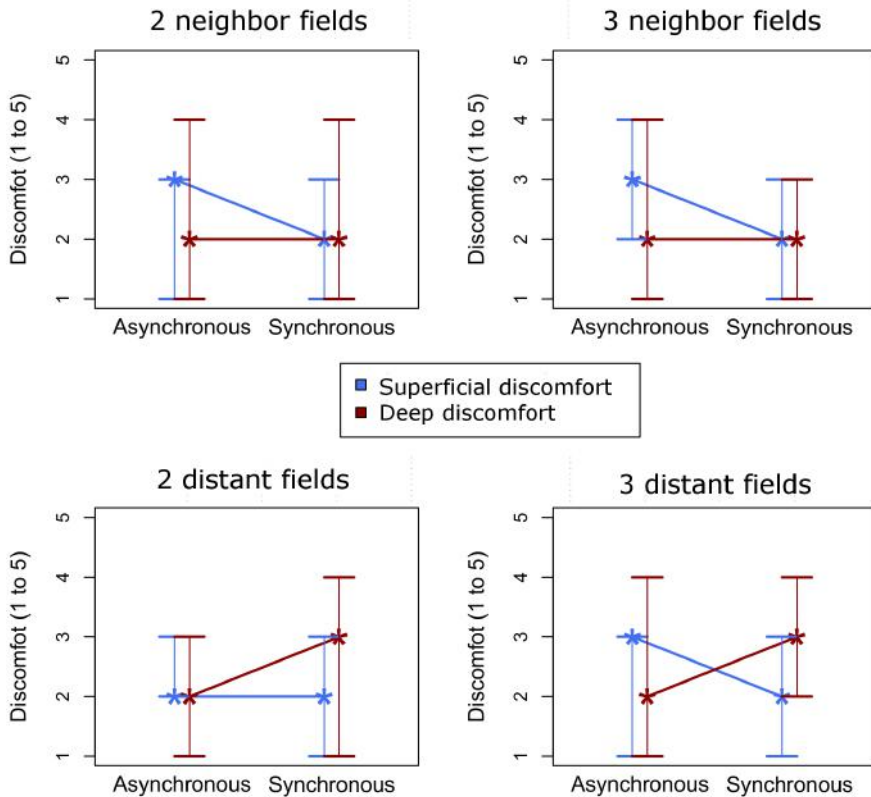 2 neighbor fields
Discomfot (1 to 5)
5
4
3
2
1
Asynchronous Synchronous
3 neighbor fields
Discomfot (1 to 5)
5
4
3
2
1
Asynchronous Synchronous
Superficial discomfort
Deep discomfort
2 distant fields
Discomfot (1 to 5)
5
4
3
2
1
Asynchronous Synchronous
3 distant fields
Discomfot (1 to 5)
5
4
3
2
1
Asynchronous Synchronous